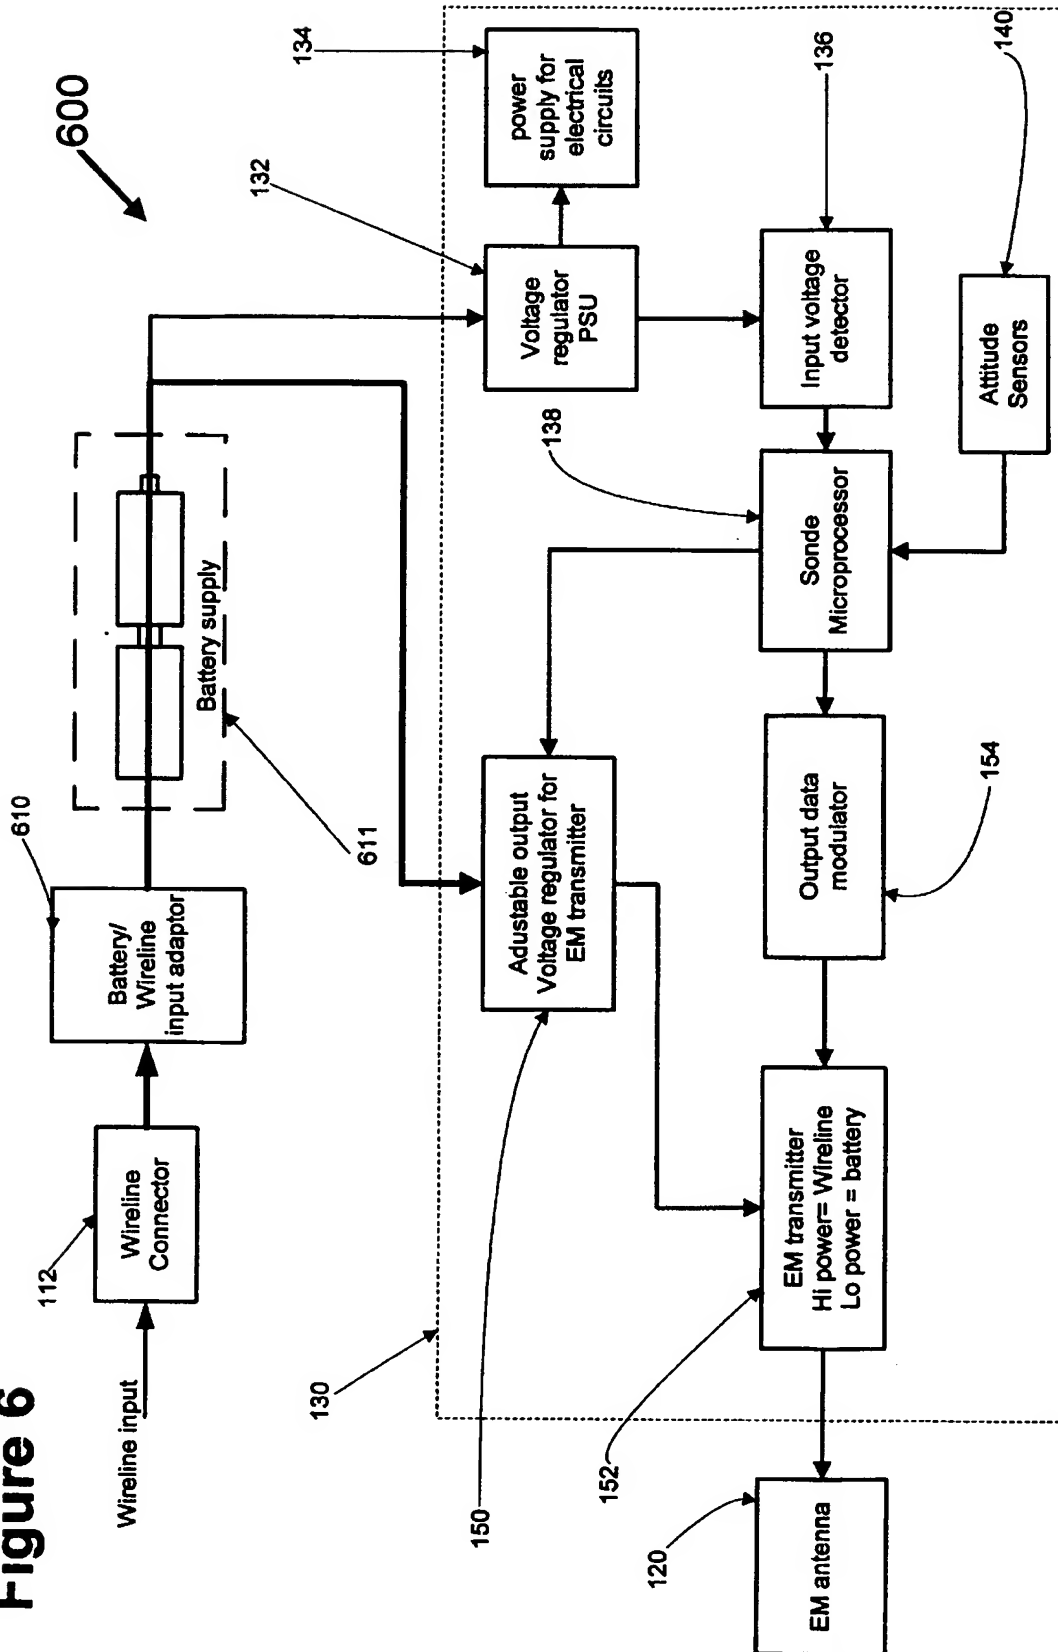 Figure 6
600
Wireline input
112
Wireline
Connector
610
Battery/
Wireline
input adaptor
Battery supply
611
130
132
134
Voltage
regulator
PSU
power
supply for
electrical
circuits
150
Adustable output
Voltage regulator for
EM transmitter
138
136
140
120
EM antenna
152
EM transmitter
Hi power= Wireline
Lo power = battery
Output data
modulator
154
Sonde
Microprocessor
Input voltage
detector
Attitude
Sensors